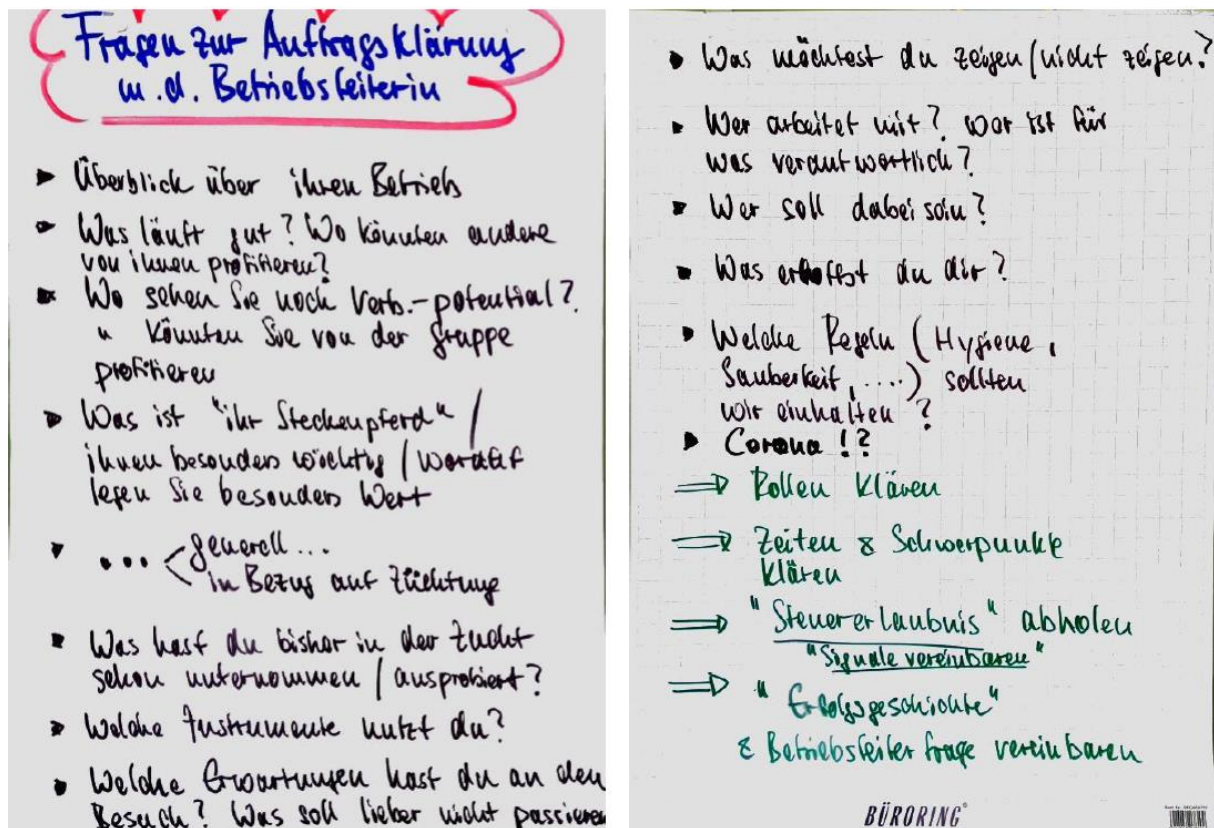 Fragen zur Auftragsklärung
m.d. Betriebsleiterin
Überblick über ihren Betrieb
Was läuft gut? Wo könnten andere
von ihnen profitieren?
Wo sehen Sie noch Verb.-potential?
" könnten Sie von der Gruppe
profitieren
Was ist "ihr Steckenpferd" /
ihnen besonders wichtig / worauf
legen Sie besonders Wert
... < generell...
in Bezug auf Züchtung
Was hast du bisher in der Zucht
schon unternommen / ausprobiert?
Welche Instrumente nutzt du?
Welche Erwartungen hast du an den
Besuch? Was soll lieber nicht passieren
Was möchtest du zeigen / nicht zeigen?
Wer arbeitet mit? wer ist für
was verantwortlich?
Wer soll dabei sein?
Was erhoffst du dir?
Welche Regeln (Hygiene,
Sauberkeit, ....) sollten
wir einhalten?
Corona !?
⇒ Rollen klären
⇒ Zeiten & Schwerpunkte
klären
⇒ "Steuererlaubnis" abholen
"Signale vereinbaren"
⇒ "Erfolgsgeschichte"
& Betriebsleiterfrage vereinbaren
BÜRORING